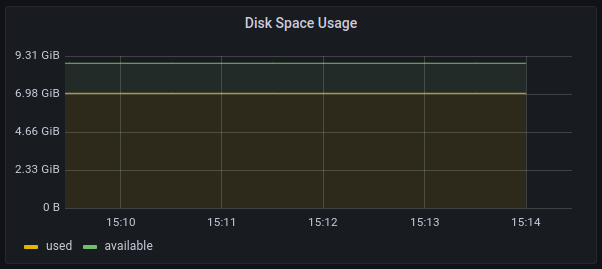 Disk Space Usage
9.31 GiB
6.98 GiB
4.66 GiB
2.33 GiB
0 B
15:10 15:11 15:12 15:13 15:14
used available